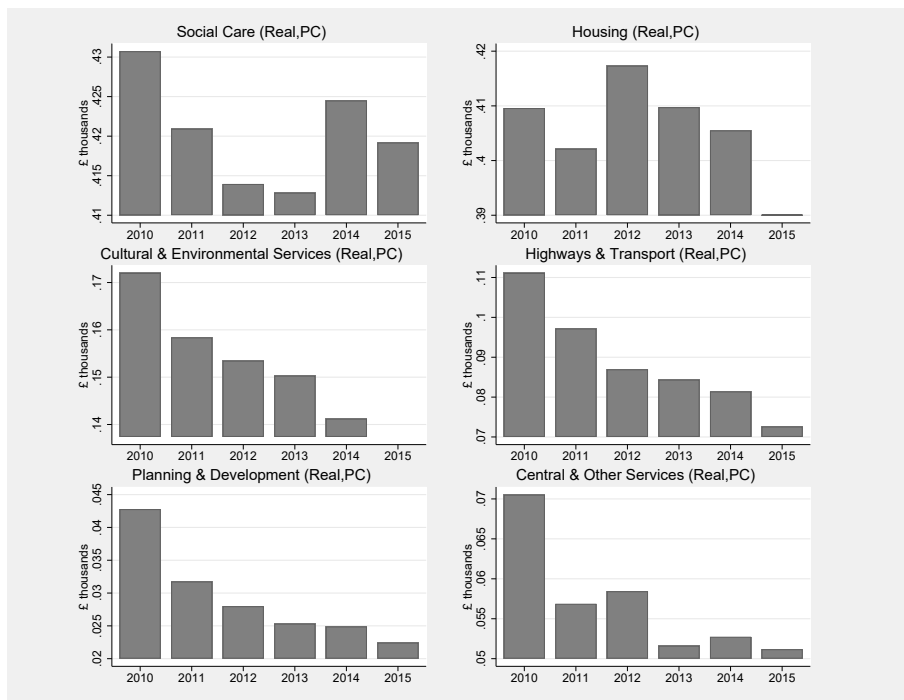 Social Care (Real,PC)
£ thousands
.43
.425
.42
.415
.41
2010 2011 2012 2013 2014 2015
Housing (Real,PC)
£ thousands
.42
.41
.4
.39
2010 2011 2012 2013 2014 2015
Cultural & Environmental Services (Real,PC)
£ thousands
.17
.16
.15
.14
2010 2011 2012 2013 2014 2015
Highways & Transport (Real,PC)
£ thousands
.11
.1
.09
.08
.07
2010 2011 2012 2013 2014 2015
Planning & Development (Real,PC)
£ thousands
.045
.04
.035
.03
.025
.02
2010 2011 2012 2013 2014 2015
Central & Other Services (Real,PC)
£ thousands
.07
.065
.06
.055
.05
2010 2011 2012 2013 2014 2015